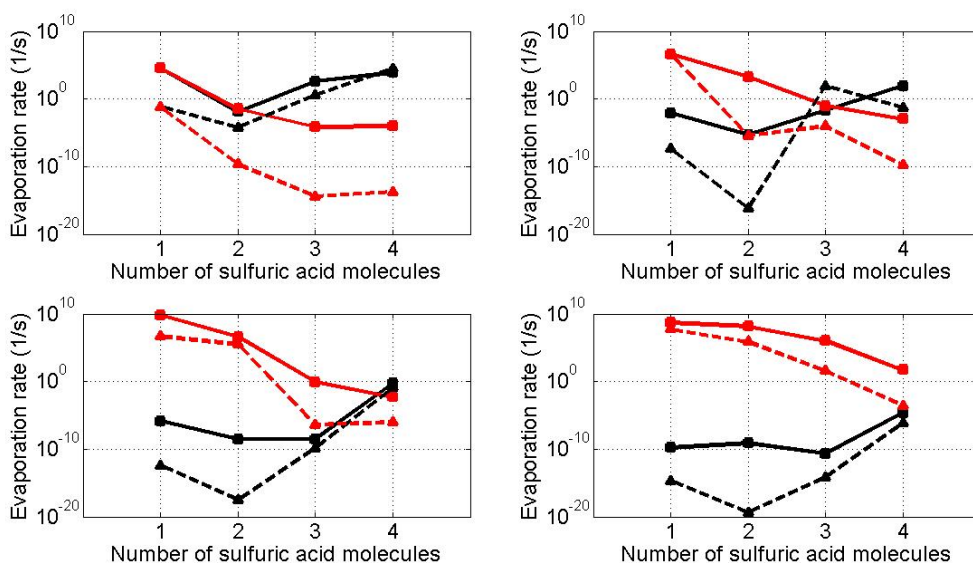 10^10
10^0
10^-10
10^-20
Evaporation rate (1/s)
1 2 3 4
Number of sulfuric acid molecules
10^10
10^0
10^-10
10^-20
Evaporation rate (1/s)
1 2 3 4
Number of sulfuric acid molecules
10^10
10^0
10^-10
10^-20
Evaporation rate (1/s)
1 2 3 4
Number of sulfuric acid molecules
10^10
10^0
10^-10
10^-20
Evaporation rate (1/s)
1 2 3 4
Number of sulfuric acid molecules